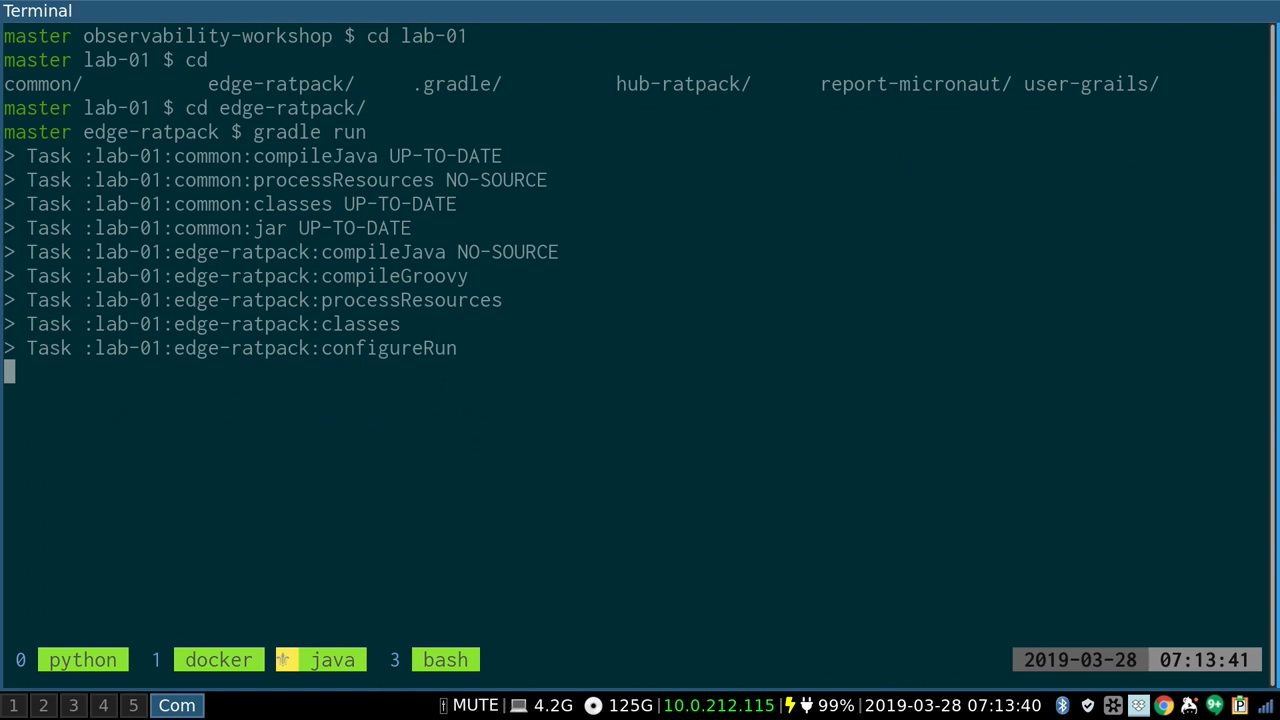 Terminal
master observability-workshop $ cd lab-01
master lab-01 $ cd
common/ edge-ratpack/ .gradle/ hub-ratpack/ report-micronaut/ user-grails/
master lab-01 $ cd edge-ratpack/
master edge-ratpack $ gradle run
> Task :lab-01:common:compileJava UP-TO-DATE
> Task :lab-01:common:processResources NO-SOURCE
> Task :lab-01:common:classes UP-TO-DATE
> Task :lab-01:common:jar UP-TO-DATE
> Task :lab-01:edge-ratpack:compileJava NO-SOURCE
> Task :lab-01:edge-ratpack:compileGroovy
> Task :lab-01:edge-ratpack:processResources
> Task :lab-01:edge-ratpack:classes
> Task :lab-01:edge-ratpack:configureRun
0 python 1 docker java 3 bash 2019-03-28 07:13:41
1 2 3 4 5 Com MUTE 4.2G 125G|10.0.212.115| 99%|2019-03-28 07:13:40 9+ P